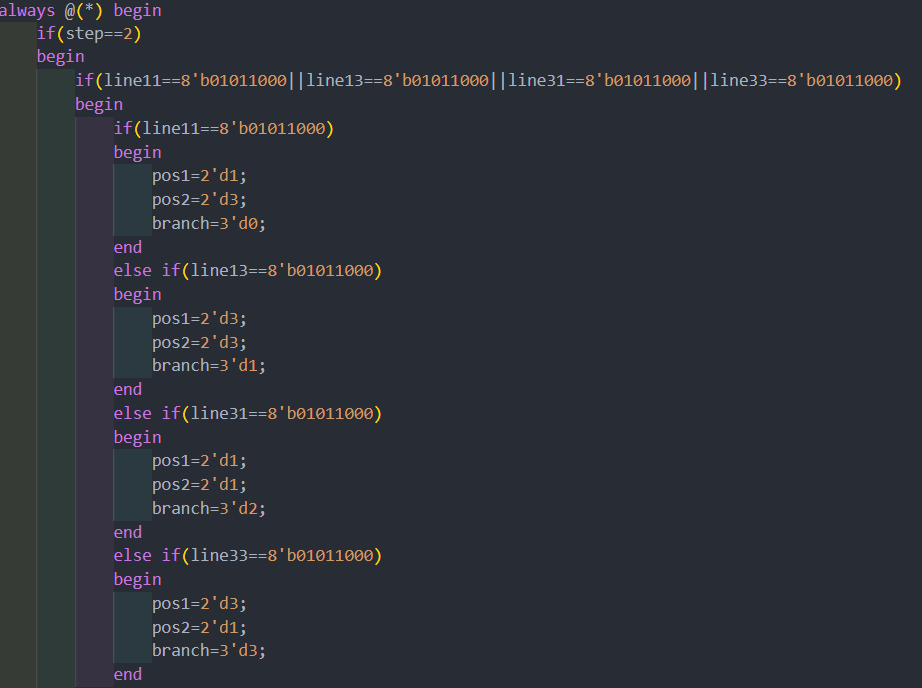 always @(*) begin
if(step==2)
begin
if(line11==8'b01011000||line13==8'b01011000||line31==8'b01011000||line33==8'b01011000)
begin
if(line11==8'b01011000)
begin
pos1=2'd1;
pos2=2'd3;
branch=3'd0;
end
else if(line13==8'b01011000)
begin
pos1=2'd3;
pos2=2'd3;
branch=3'd1;
end
else if(line31==8'b01011000)
begin
pos1=2'd1;
pos2=2'd1;
branch=3'd2;
end
else if(line33==8'b01011000)
begin
pos1=2'd3;
pos2=2'd1;
branch=3'd3;
end